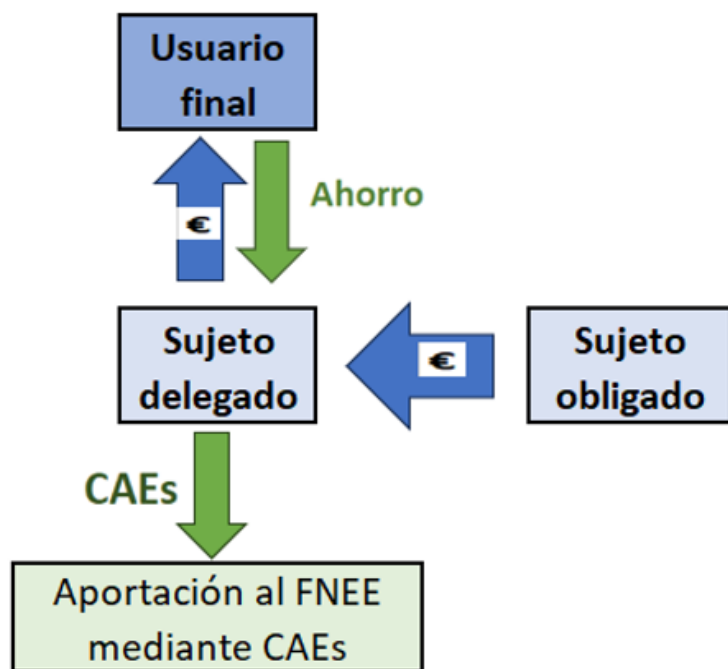 Usuario
final
€
Ahorro
Sujeto
delegado
€
Sujeto
obligado
CAEs
Aportación al FNEE
mediante CAEs